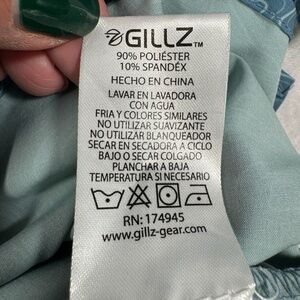 GILLZ™
90% POLIÉSTER
10% SPANDÉX
HECHO EN CHINA
LAVAR EN LAVADORA
CON AGUA
FRIA Y COLORES SIMILARES
NO UTILIZAR SUAVIZANTE
NO UTILIZAR BLANQUEADOR
SECAR EN SECADORA A CICLO
BAJO O SECAR COLGADO
PLANCHAR A BAJA
TEMPERATURA SI NECESARIO
RN: 174945
www.gillz-gear.com